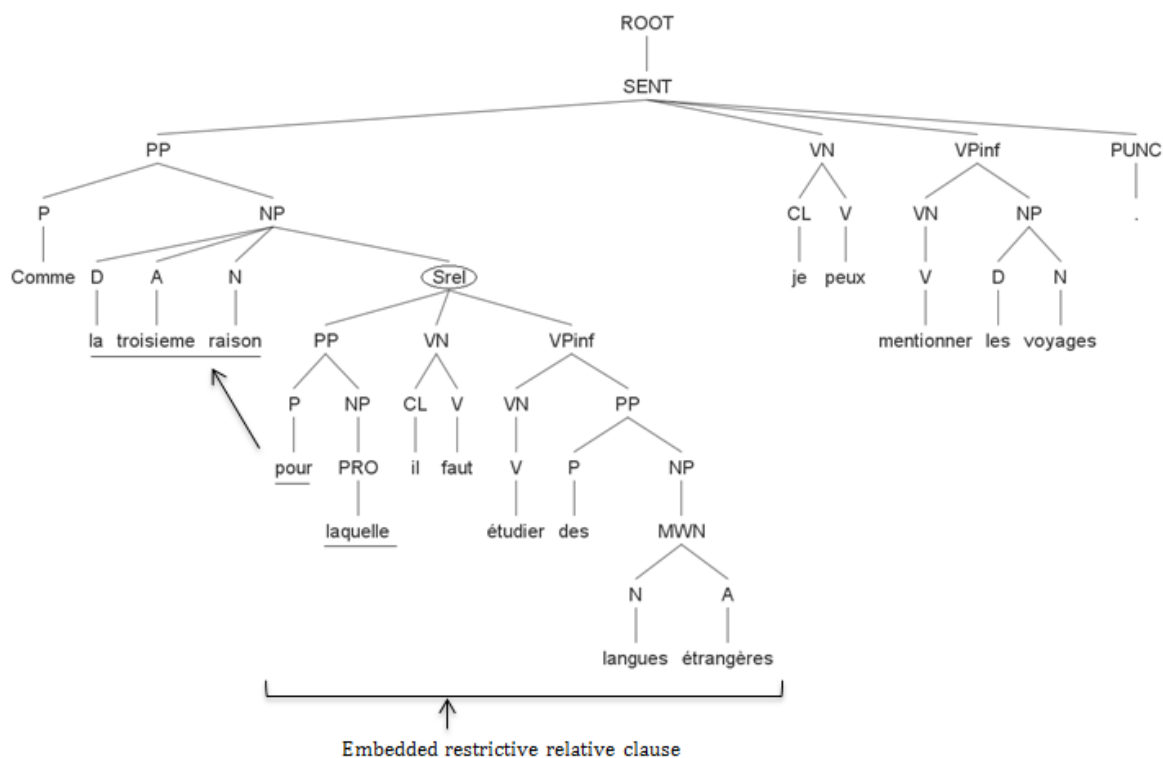 ROOT
SENT
PP VN VPinf PUNC
P NP CL V VN NP .
Comme D A N Srel je peux V D N
la troisieme raison PP VN VPinf mentionner les voyages
P NP CL V VN PP
pour PRO il faut V P NP
laquelle étudier des MWN
N A
langues étrangères
Embedded restrictive relative clause